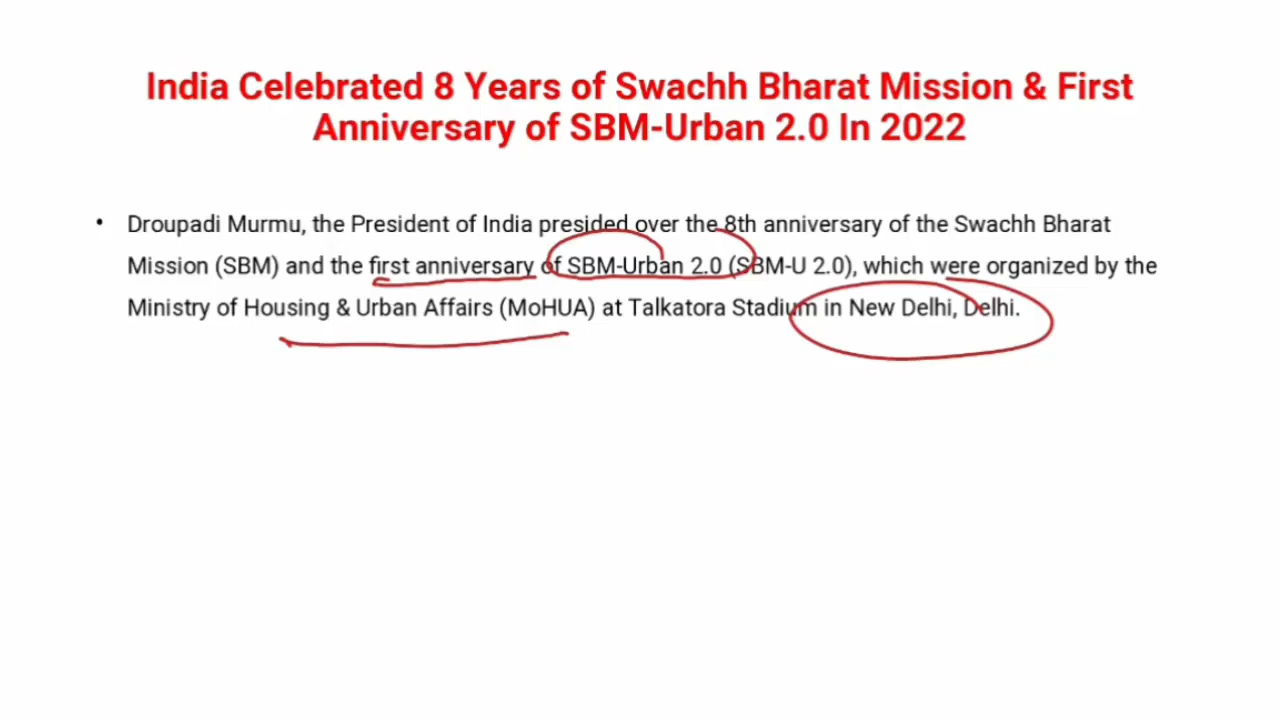 India Celebrated 8 Years of Swachh Bharat Mission & First
Anniversary of SBM-Urban 2.0 In 2022
• Droupadi Murmu, the President of India presided over the 8th anniversary of the Swachh Bharat
Mission (SBM) and the first anniversary of SBM-Urban 2.0 (SBM-U 2.0), which were organized by the
Ministry of Housing & Urban Affairs (MoHUA) at Talkatora Stadium in New Delhi, Delhi.